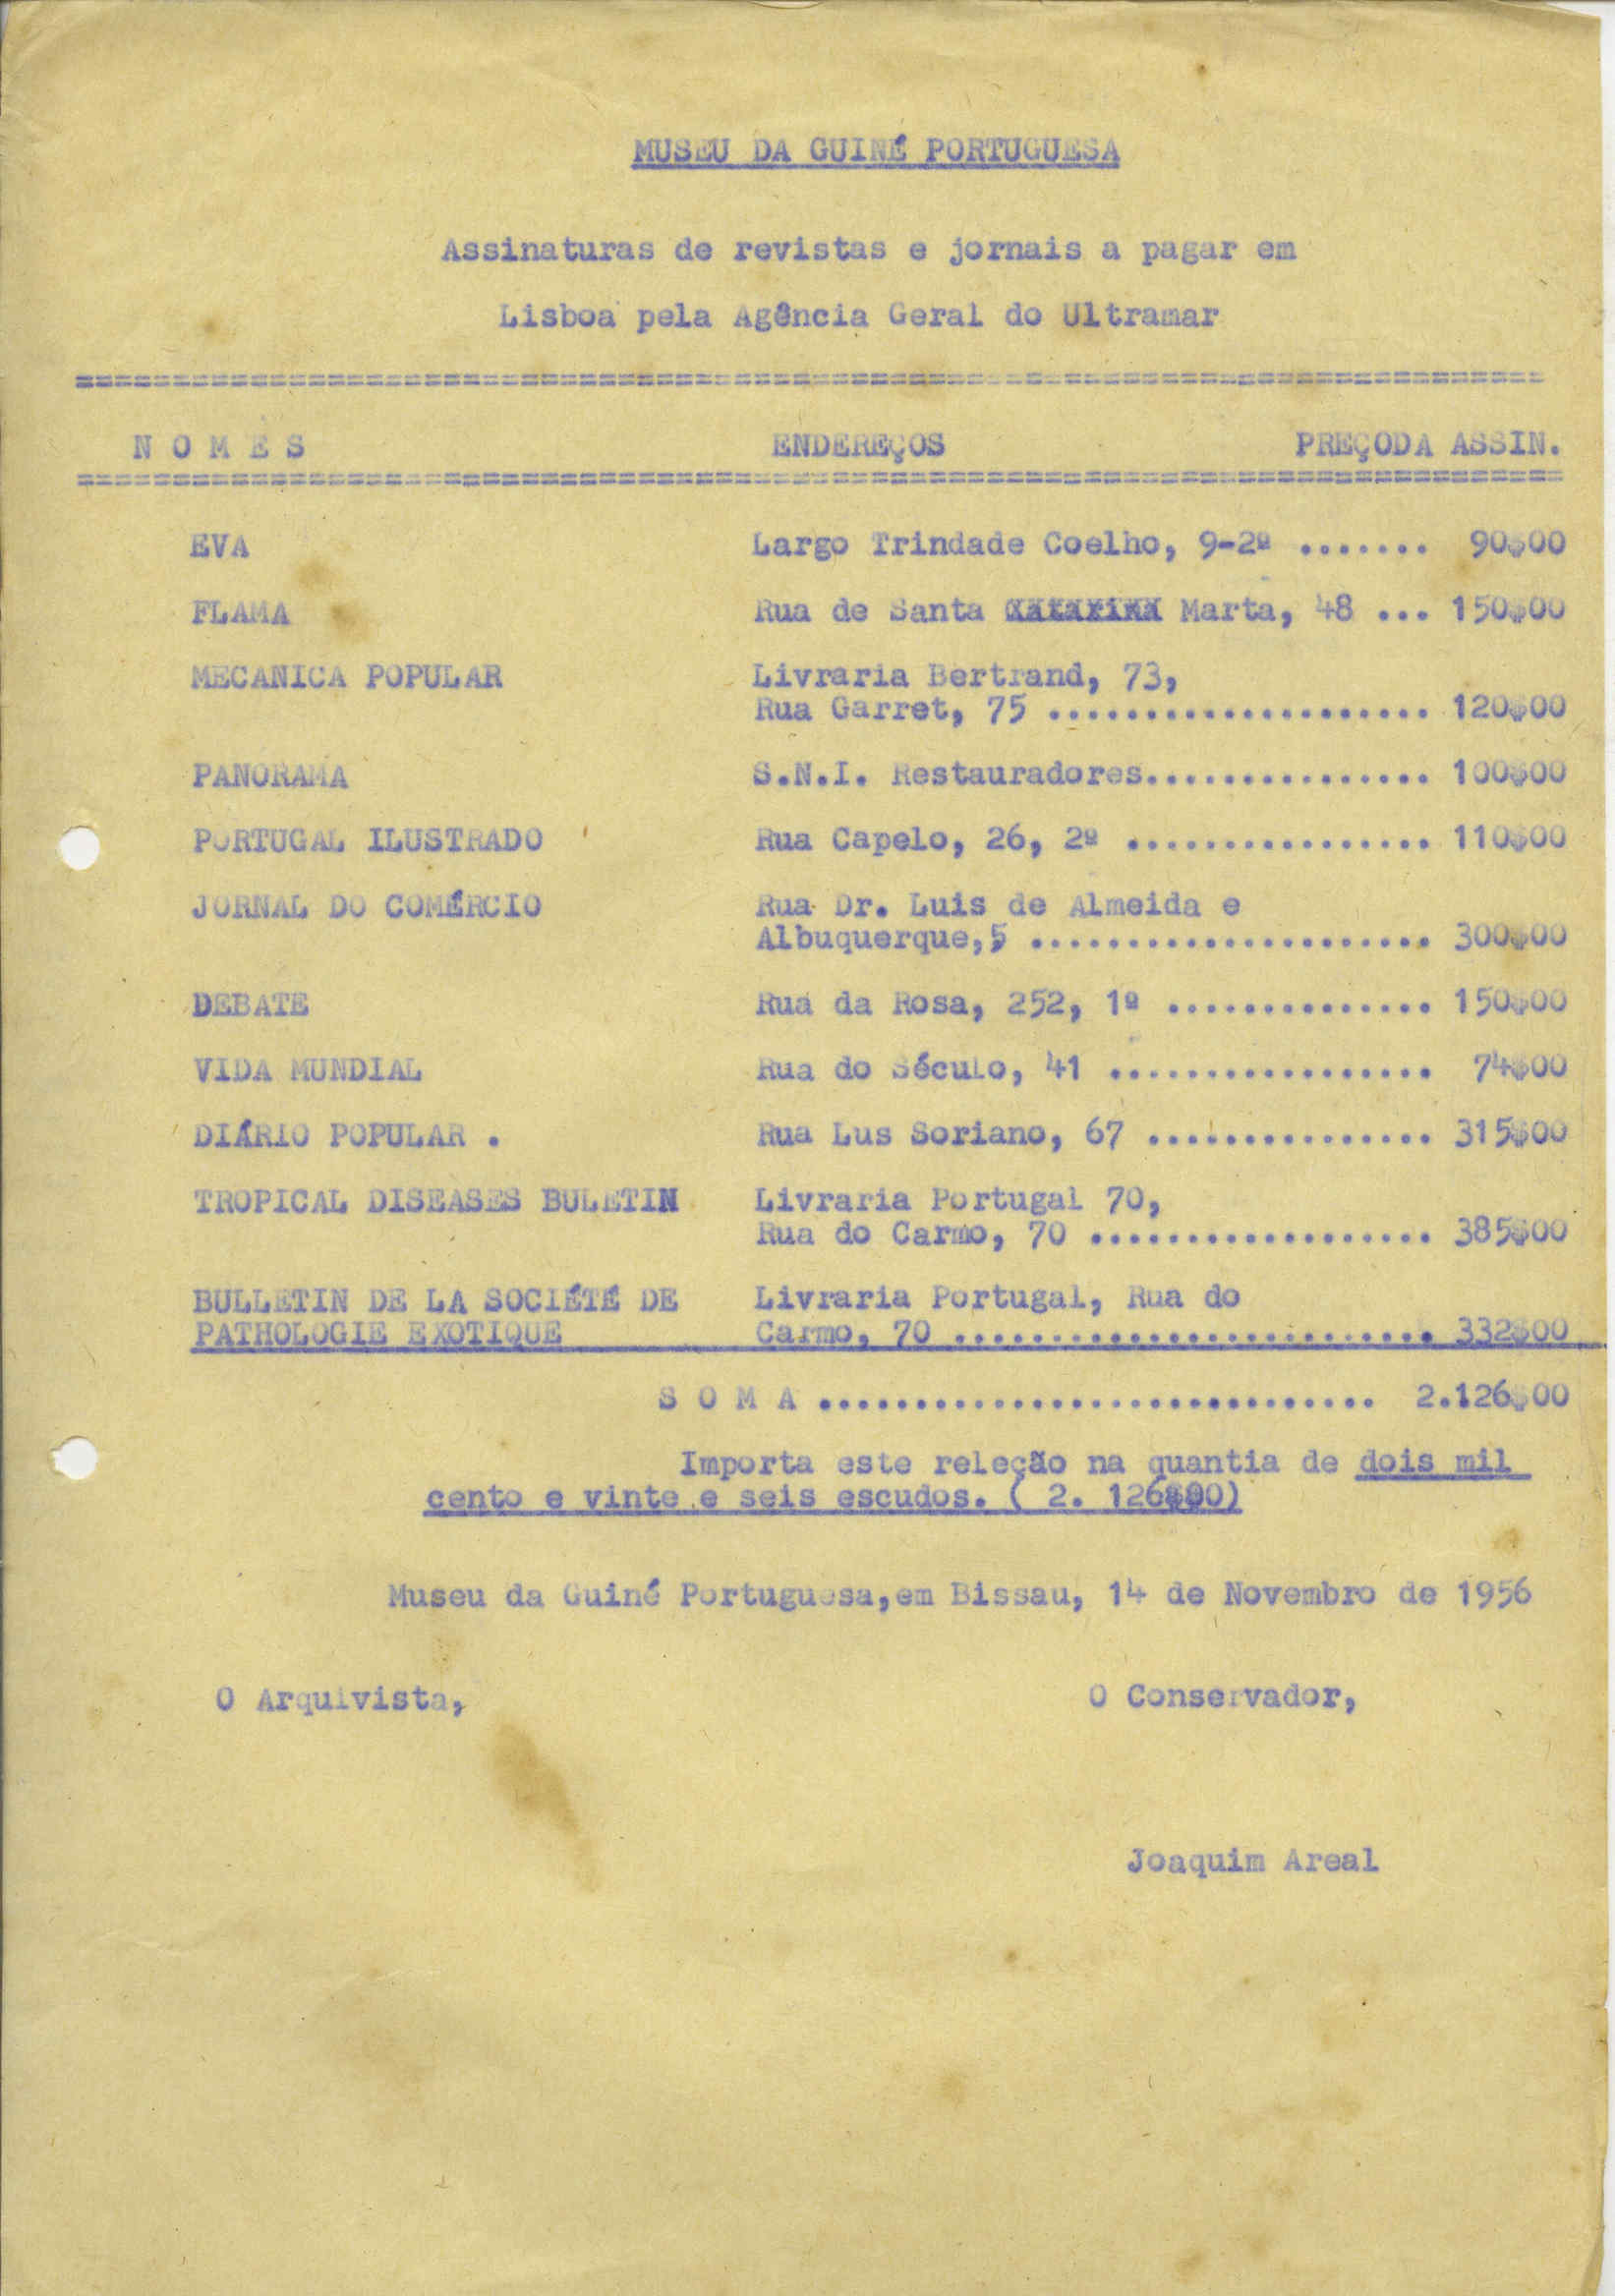 MUSEU DA GUINÉ PORTUGUESA
Assinaturas de revistas e jornais a pagar em
Lisboa pela Agência Geral do Ultramar
============================================================================
N O M E S ENDEREÇOS PREÇODA ASSIN.
============================================================================
EVA Largo Trindade Coelho, 9-2º ....... 90$00
FLAMA Rua de Santa Marta, 48 ... 150$00
MECANICA POPULAR Livraria Bertrand, 73,
Rua Garret, 75 .................... 120$00
PANORAMA S.N.I. Restauradores............... 100$00
PORTUGAL ILUSTRADO Rua Capelo, 26, 2º ................ 110$00
JORNAL DO COMÉRCIO Rua Dr. Luis de Almeida e
Albuquerque,5 ..................... 300$00
DEBATE Rua da Rosa, 252, 1º .............. 150$00
VIDA MUNDIAL Rua do Século, 41 ................. 74$00
DIÁRIO POPULAR . Rua Lus Soriano, 67 ............... 315$00
TROPICAL DISEASES BULETIN Livraria Portugal 70,
Rua do Carmo, 70 .................. 385$00
BULLETIN DE LA SOCIÉTÉ DE Livraria Portugal, Rua do
PATHOLOGIE EXOTIQUE Carmo, 70 ......................... 332$00
S O M A ............................. 2.126$00
Importa este releção na quantia de dois mil
cento e vinte e seis escudos. ( 2. 126$00)
Museu da Guiné Portuguesa,em Bissau, 14 de Novembro de 1956
O Arquivista, O Conservador,
Joaquim Areal